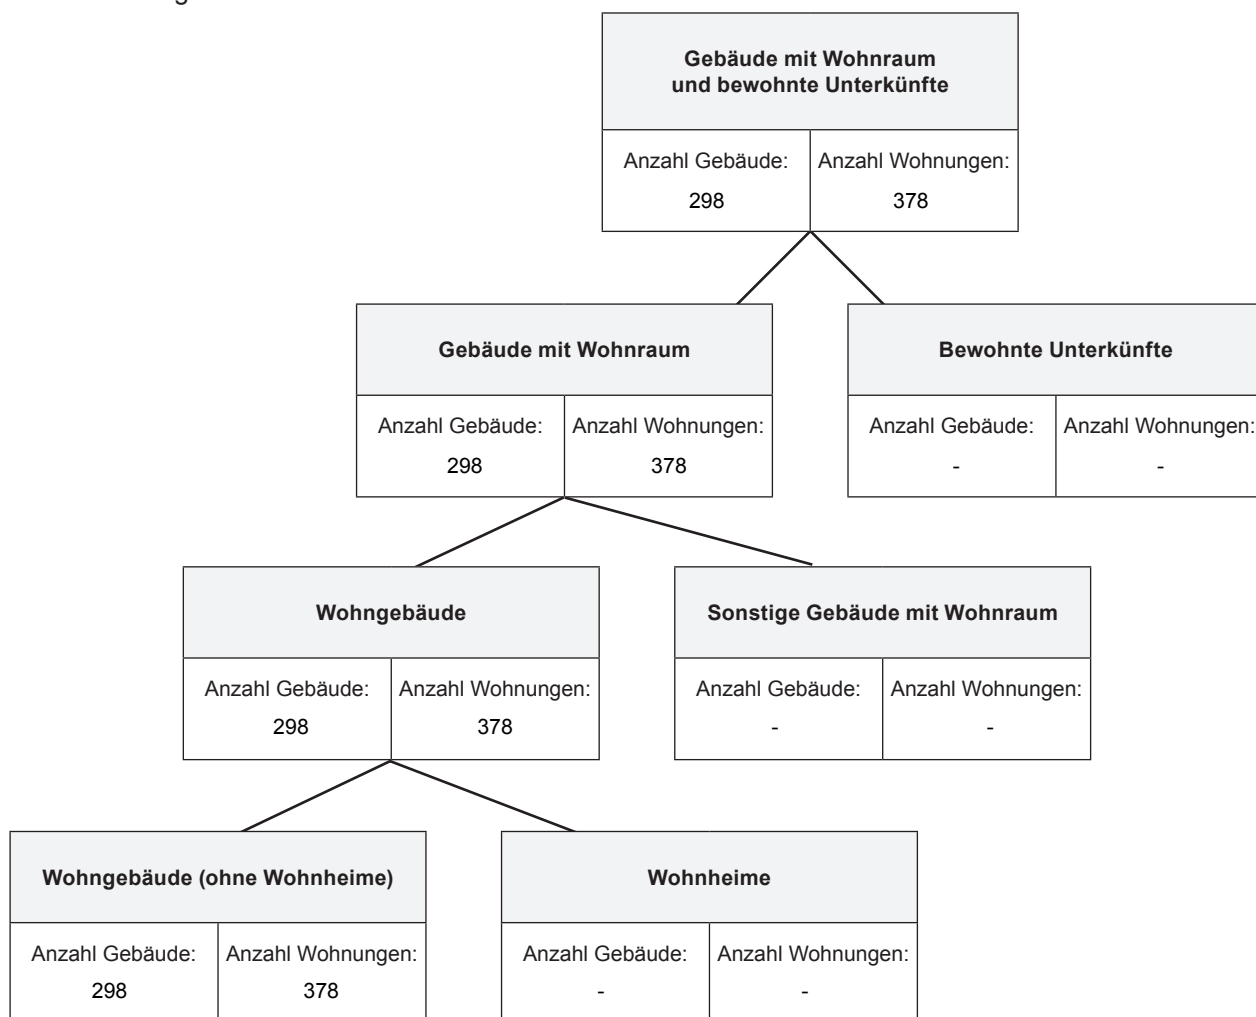 Gebäude mit Wohnraum
und bewohnte Unterkünfte
Anzahl Gebäude: Anzahl Wohnungen:
298 378
Gebäude mit Wohnraum
Anzahl Gebäude: Anzahl Wohnungen:
298 378
Bewohnte Unterkünfte
Anzahl Gebäude: Anzahl Wohnungen:
- -
Wohngebäude
Anzahl Gebäude: Anzahl Wohnungen:
298 378
Sonstige Gebäude mit Wohnraum
Anzahl Gebäude: Anzahl Wohnungen:
- -
Wohngebäude (ohne Wohnheime)
Anzahl Gebäude: Anzahl Wohnungen:
298 378
Wohnheime
Anzahl Gebäude: Anzahl Wohnungen:
- -